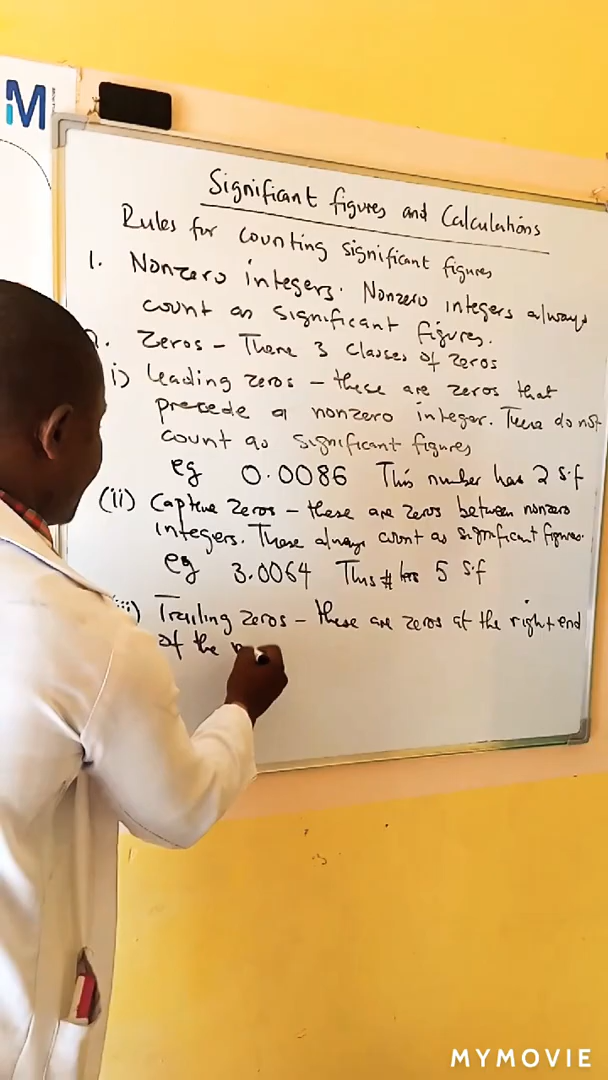 M
Significant figures and Calculations
Rules for counting significant figures
1. Nonzero integers. Nonzero integers always
count as significant figures.
2. Zeros - There 3 classes of zeros
i) Leading zeros - these are zeros that
precede a nonzero integer. These do not
count as significant figures
eg 0.0086 This number has 2 s.f
(ii) Captive zeros - these are zeros between nonzero
integers. These always count as significant figures.
eg 3.0064 This # has 5 s.f
(iii) Trailing zeros - these are zeros at the right end
of the
MYMOVIE